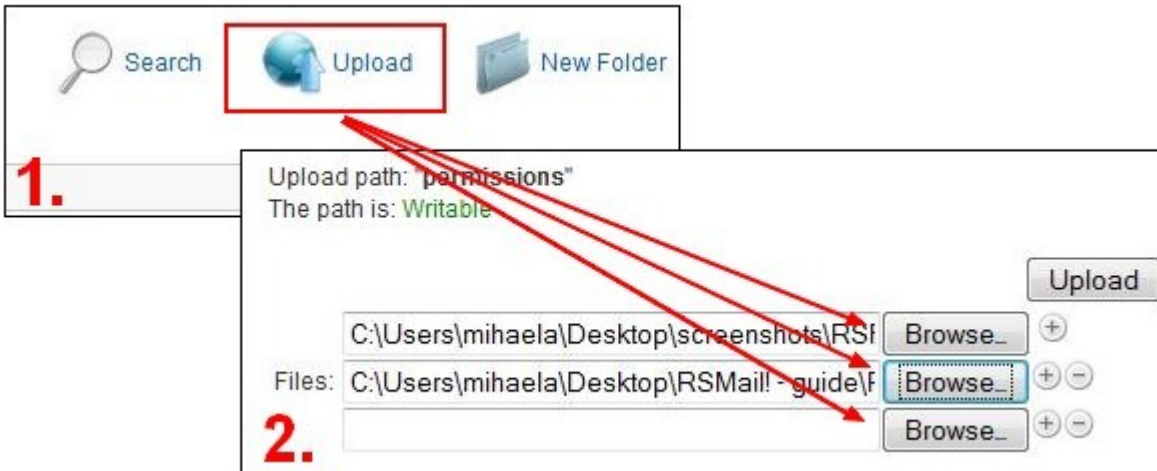 Search
Upload
New Folder
1.
Upload path: "permissions"
The path is: Writable
Upload
C:\Users\mihaela\Desktop\screenshots\RSF
Browse...
Files:
C:\Users\mihaela\Desktop\RSMail! - guide\F
Browse...
Browse...
2.